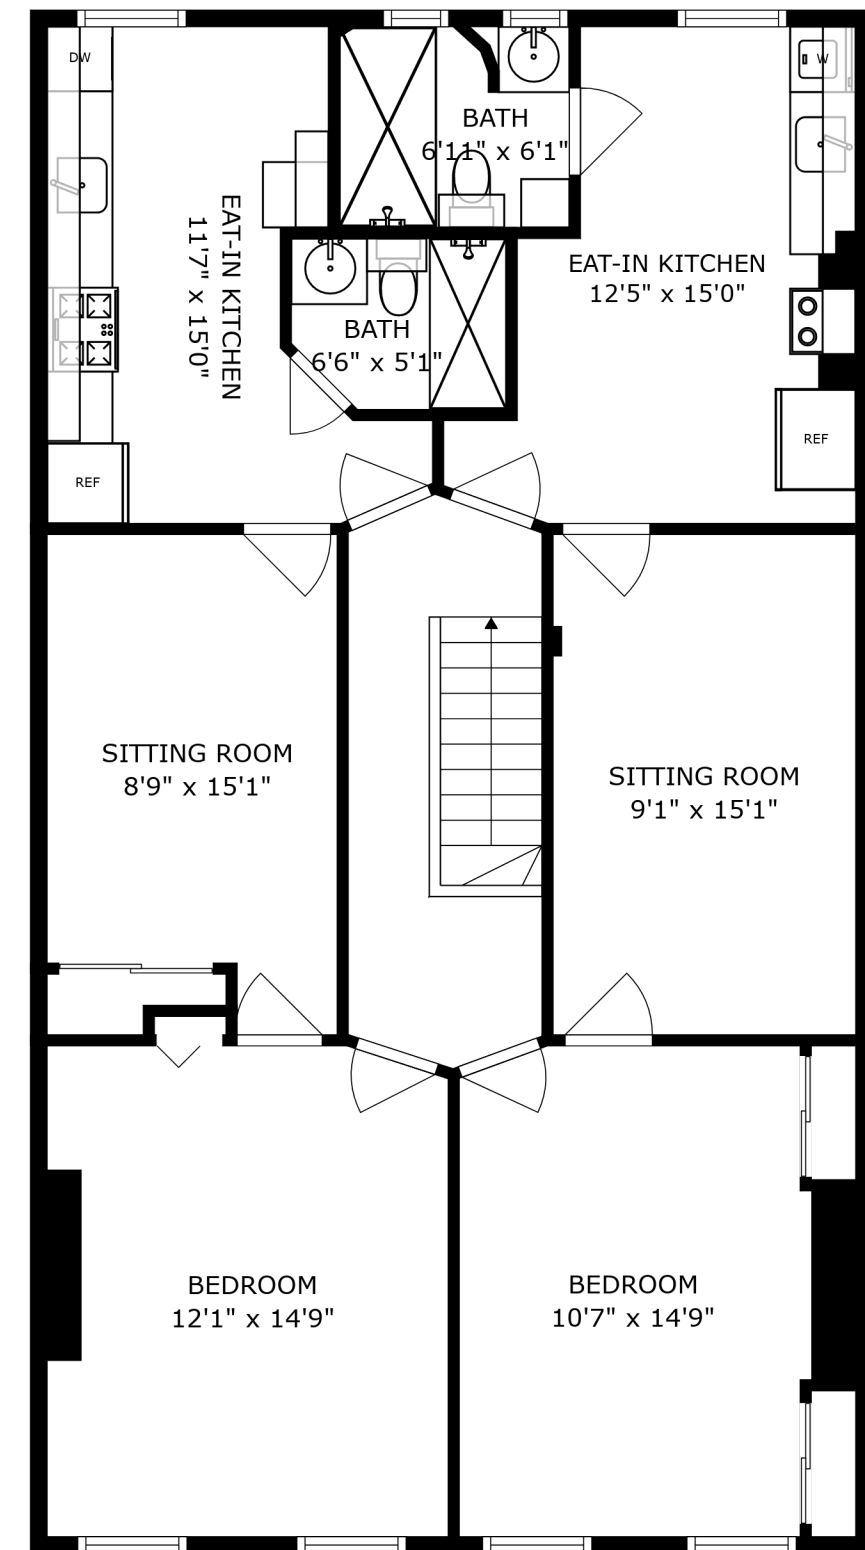 DW
BATH
6'11" x 6'1"
W
EAT-IN KITCHEN
11'7" x 15'0"
EAT-IN KITCHEN
12'5" x 15'0"
BATH
6'6" x 5'1"
REF
REF
SITTING ROOM
8'9" x 15'1"
SITTING ROOM
9'1" x 15'1"
BEDROOM
12'1" x 14'9"
BEDROOM
10'7" x 14'9"